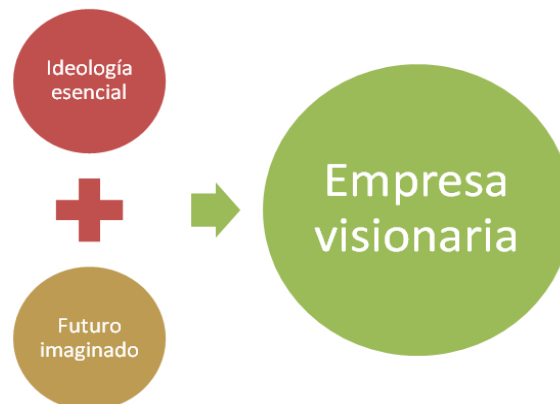 Ideología
esencial
Futuro
imaginado
Empresa
visionaria